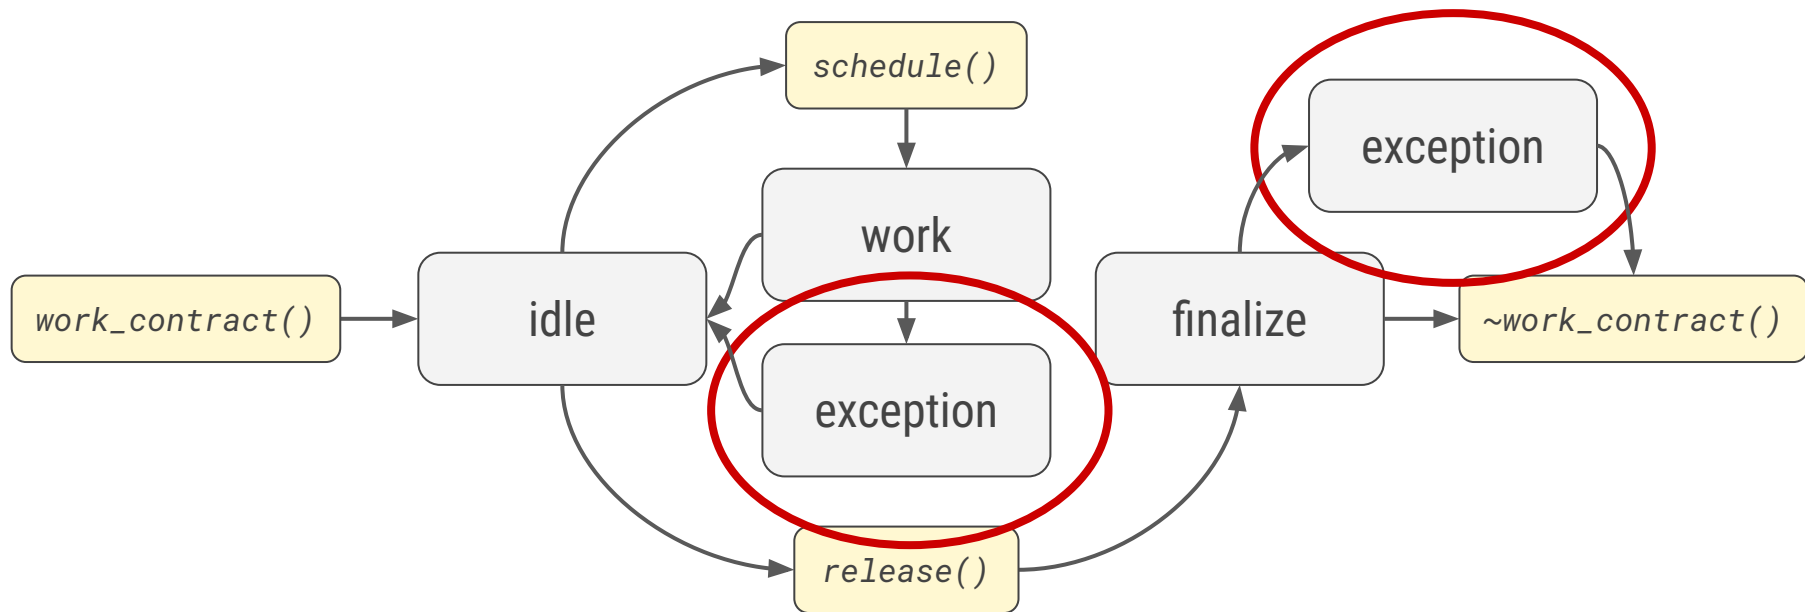 schedule()
exception
work
work_contract()
idle
finalize
~work_contract()
exception
release()